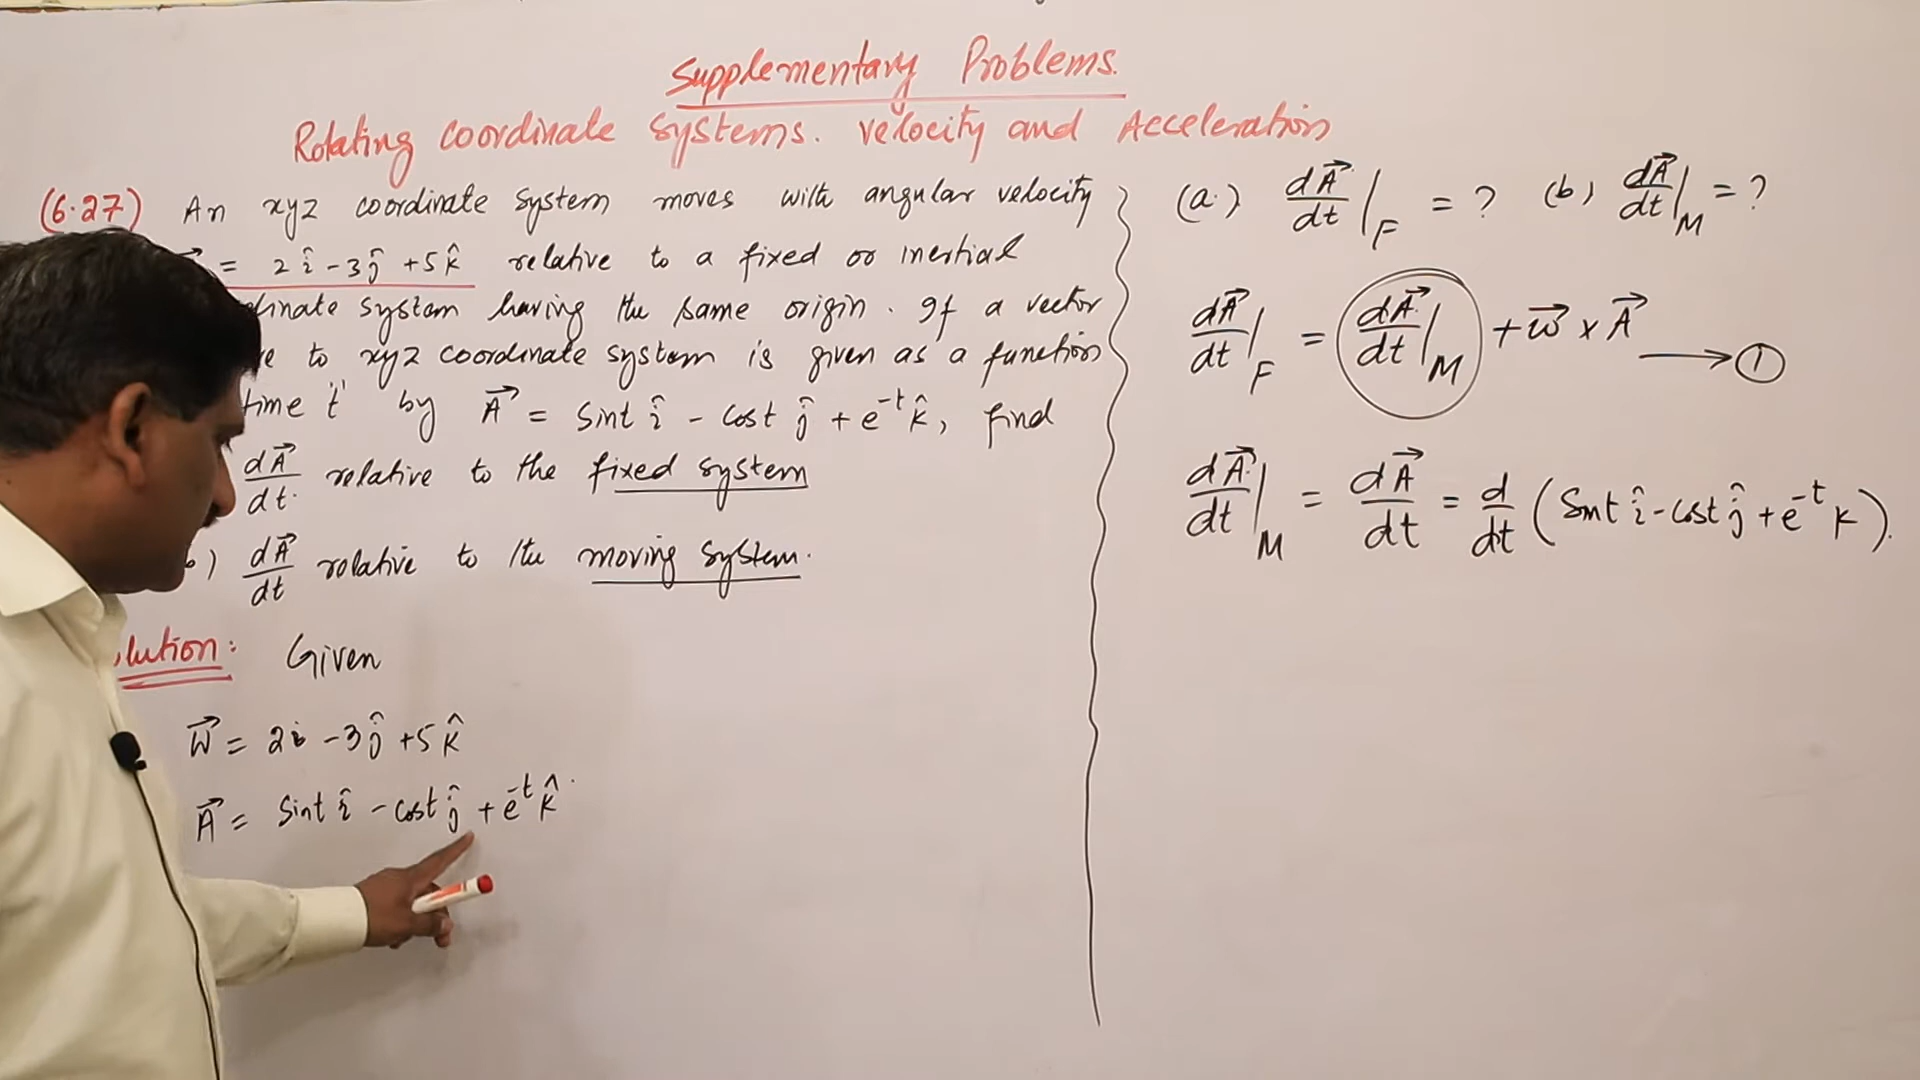 Supplementary Problems.
Rotating coordinate systems. velocity and Acceleration
(6.27) An xyz coordinate system moves with angular velocity
= 2î - 3ĵ + 5k̂ relative to a fixed or inertial
system having the same origin. If a vector
to xyz coordinate system is given as a function
time 't' by A⃗ = Sint î - cost ĵ + e^-t k̂, find
dA⃗/dt relative to the fixed system
b) dA⃗/dt relative to the moving system.
lution: Given
W⃗ = 2i - 3ĵ + 5k̂
A⃗ = Sint î - cost ĵ + e^-t k̂.
(a.) dA⃗/dt|F = ? (b) dA⃗/dt|M = ?
dA⃗/dt|F = dA⃗/dt|M + w⃗ x A⃗ → ①
dA⃗/dt|M = dA⃗/dt = d/dt (Sint î - cost ĵ + e^-t k).